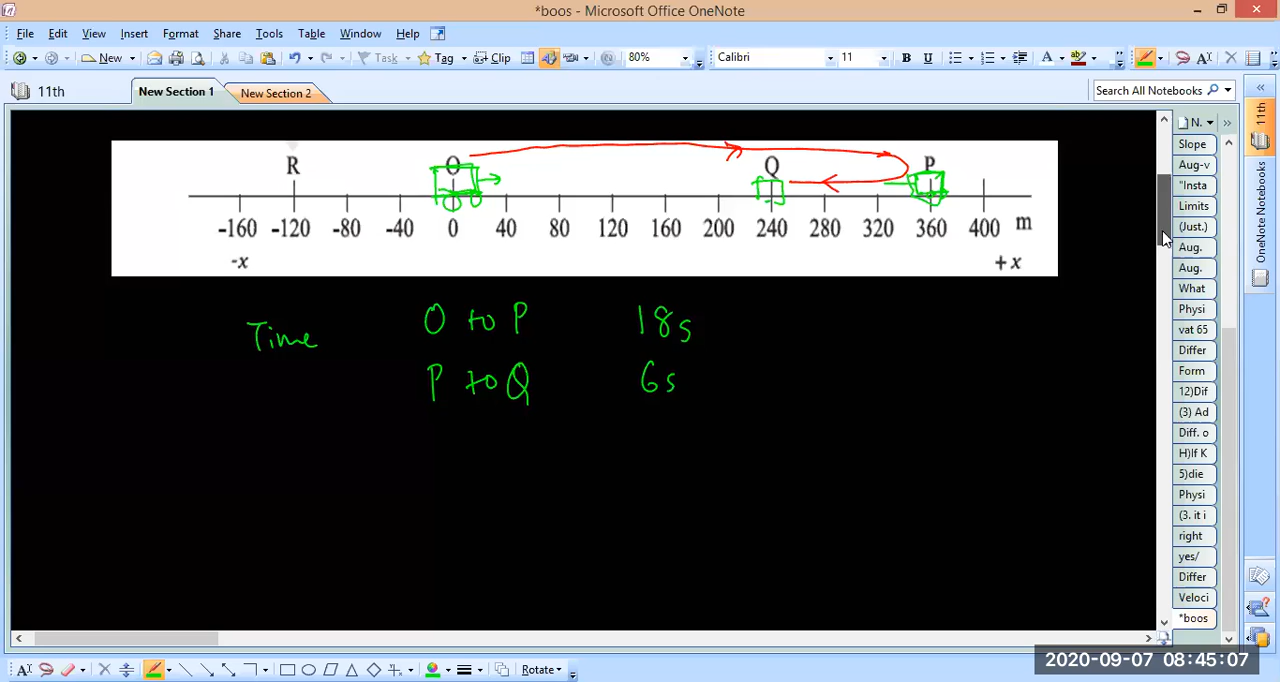 *boos - Microsoft Office OneNote
File Edit View Insert Format Share Tools Table Window Help
New Task Tag Clip 80% Calibri 11 B U A
11th New Section 1 New Section 2 Search All Notebooks
R O Q P
-160 -120 -80 -40 0 40 80 120 160 200 240 280 320 360 400 m
-x +x
Time O to P 18s
P to Q 6s
N.
Slope
Aug-v
"Insta
Limits
(Just.)
Aug.
Aug.
What
Physi
vat 65
Differ
Form
12)Dif
(3) Ad
Diff. o
H)If K
5)die
Physi
(3. it i
right
yes/
Differ
Veloci
*boos
11th
OneNote Notebooks
2020-09-07 08:45:07
Rotate